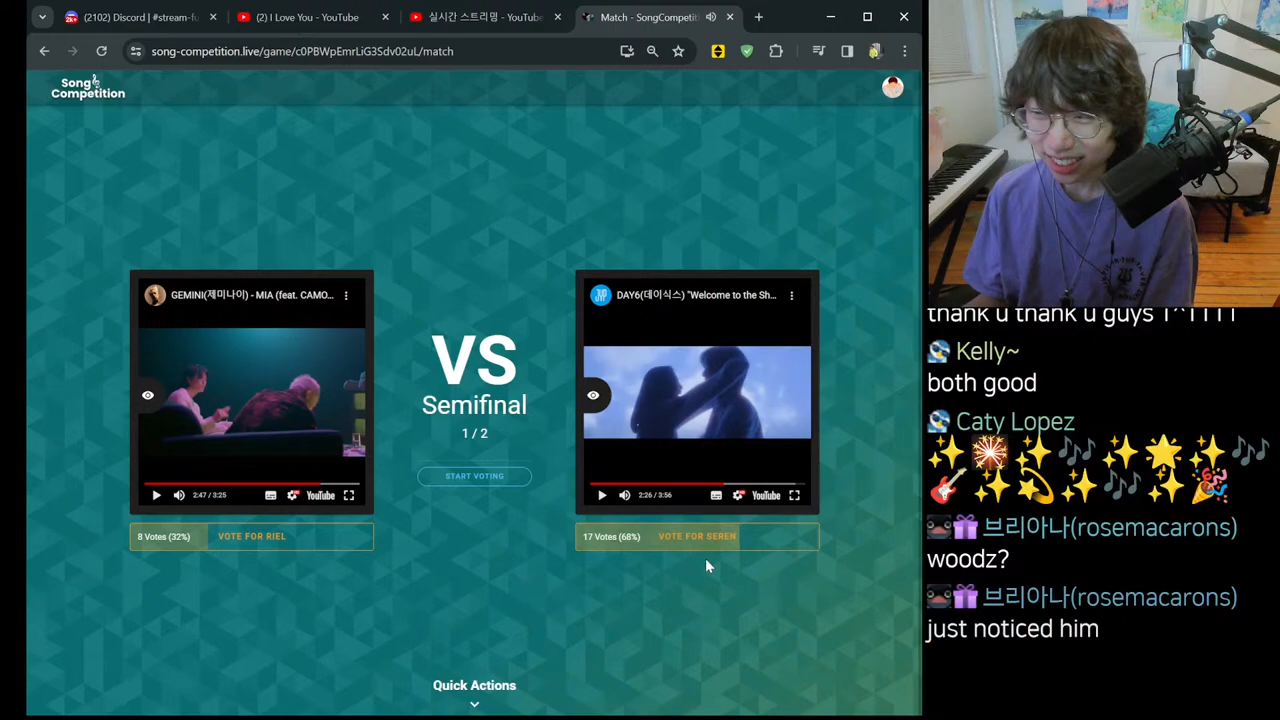 (2102) Discord | #stream-fu
(2) I Love You - YouTube
실시간 스트리밍 - YouTube
Match - SongCompetiti
song-competition.live/game/c0PBWpEmrLiG3Sdv02uL/match
Song
Competition
GEMINI(제미나이) - MIA (feat. CAMO...
2:47 / 3:25
YouTube
8 Votes (32%)
VOTE FOR RIEL
VS
Semifinal
1 / 2
START VOTING
DAY6(데이식스) "Welcome to the Sh...
2:26 / 3:56
YouTube
17 Votes (68%)
VOTE FOR SEREN
Quick Actions
thank u thank u guys T^TTTT
Kelly~
both good
Caty Lopez
✨🎇✨🎶✨🌟✨🎶
🎸✨💫✨🎶✨🎉
브리아나(rosemacarons)
woodz?
브리아나(rosemacarons)
just noticed him